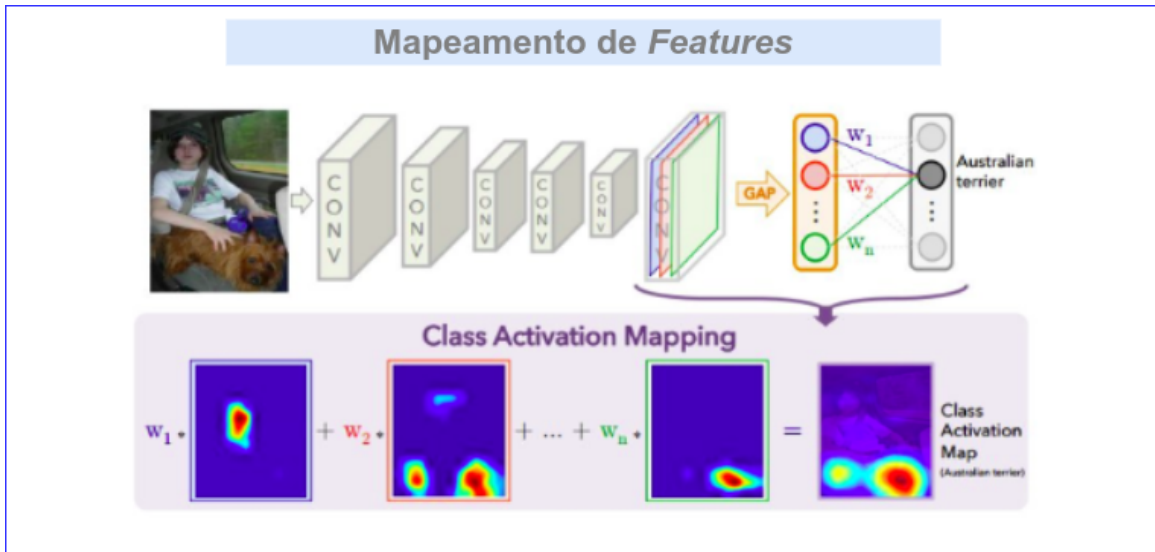 Mapeamento de Features
CONV
CONV
CONV
CONV
CONV
CONV
GAP
w1
w2
wn
Australian
terrier
Class Activation Mapping
w1 * + w2 * + ... + wn * =
Class
Activation
Map
(Australian terrier)